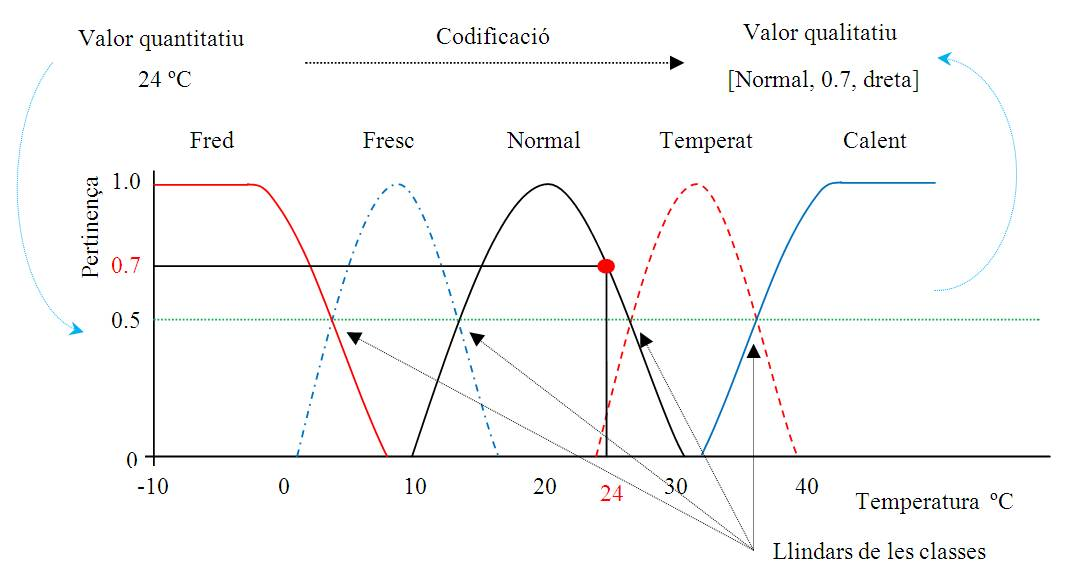 Valor quantitatiu
24 ºC
Codificació
Valor qualitatiu
[Normal, 0.7, dreta]
Fred
Fresc
Normal
Temperat
Calent
Pertinença
1.0
0.7
0.5
0
-10
0
10
20
24
30
40
Temperatura ºC
Llindars de les classes